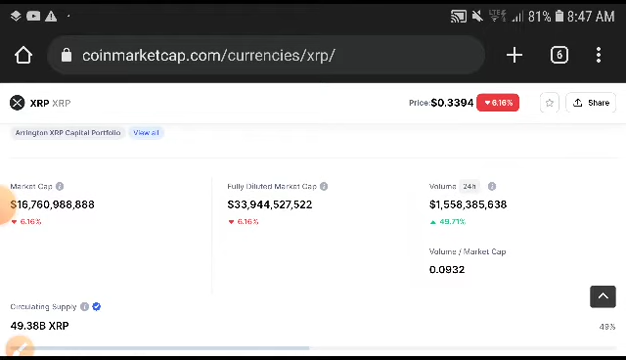 LTE 81% 8:47 AM
coinmarketcap.com/currencies/xrp/ 6
XRP XRP Price: $0.3394 6.16% Share
Arrington XRP Capital Portfolio View all
Market Cap Fully Diluted Market Cap Volume 24h
$16,760,988,888 $33,944,527,522 $1,558,385,638
6.16% 6.16% 49.71%
Volume / Market Cap
0.0932
Circulating Supply
49.38B XRP 49%